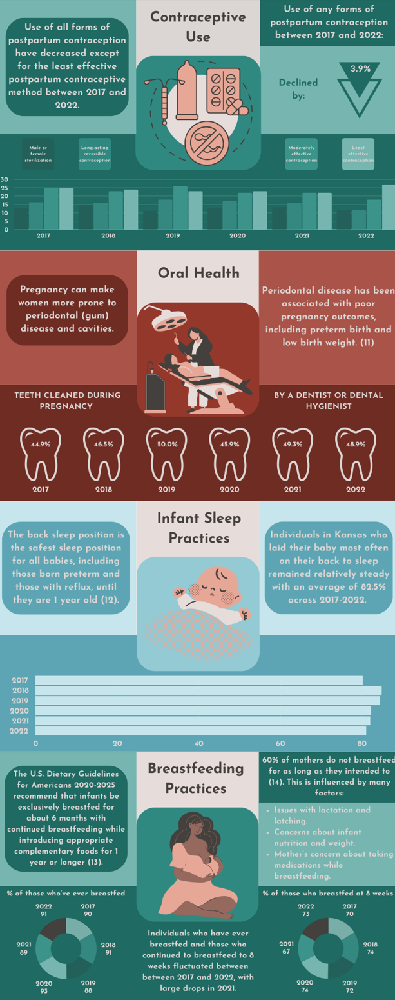 Contraceptive
Use
Use of all forms of
postpartum contraception
have decreased except
for the least effective
postpartum contraceptive
method between 2017 and
2022.
Use of any forms of
postpartum contraception
between 2017 and 2022:
Declined
by:
3.9%
Male or
female
sterilization
Long-acting
reversible
contraception
Moderately
effective
contraception
Least
effective
contraception
30
25
20
15
10
5
0
2017
2018
2019
2020
2021
2022
Oral Health
Pregnancy can make
women more prone to
periodontal (gum)
disease and cavities.
Periodontal disease has been
associated with poor
pregnancy outcomes,
including preterm birth and
low birth weight. (11)
TEETH CLEANED DURING
PREGNANCY
BY A DENTIST OR DENTAL
HYGIENIST
44.9%
46.5%
50.0%
45.9%
49.3%
48.9%
2017
2018
2019
2020
2021
2022
Infant Sleep
Practices
The back sleep position is
the safest sleep position
for all babies, including
those born preterm and
those with reflux, until
they are 1 year old (12).
Individuals in Kansas who
laid their baby most often
on their back to sleep
remained relatively steady
with an average of 82.5%
across 2017-2022.
2017
2018
2019
2020
2021
2022
0
20
40
60
80
Breastfeeding
Practices
The U.S. Dietary Guidelines
for Americans 2020-2025
recommend that infants be
exclusively breastfed for
about 6 months with
continued breastfeeding while
introducing appropriate
complementary foods for 1
year or longer (13).
60% of mothers do not breastfeed
for as long as they intended to
(14). This is influenced by many
factors:
• Issues with lactation and
latching.
• Concerns about infant
nutrition and weight.
• Mother's concern about taking
medications while
breastfeeding.
% of those who've ever breastfed
2022
91
2017
90
2021
89
2018
91
2020
93
2019
88
Individuals who have ever
breastfed and those who
continued to breastfeed to 8
weeks fluctuated between
between 2017 and 2022, with
large drops in 2021.
% of those who breastfed at 8 weeks
2022
73
2017
70
2021
67
2018
74
2020
74
2019
72